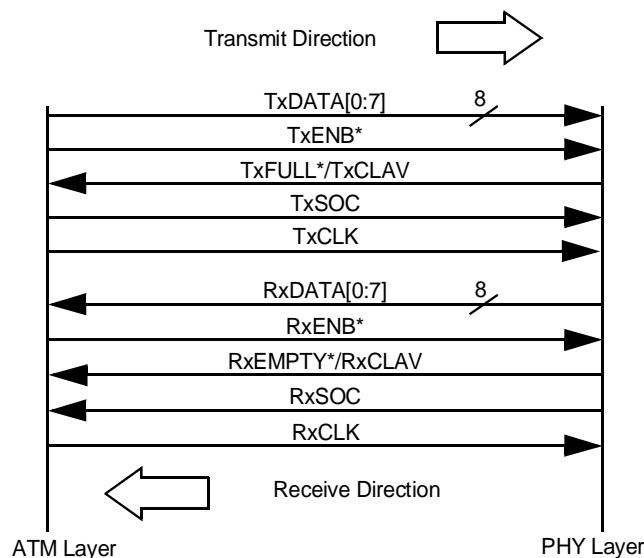 Transmit Direction
TxDATA[0:7] 8
TxENB*
TxFULL*/TxCLAV
TxSOC
TxCLK
RxDATA[0:7] 8
RxENB*
RxEMPTY*/RxCLAV
RxSOC
RxCLK
Receive Direction
ATM Layer PHY Layer